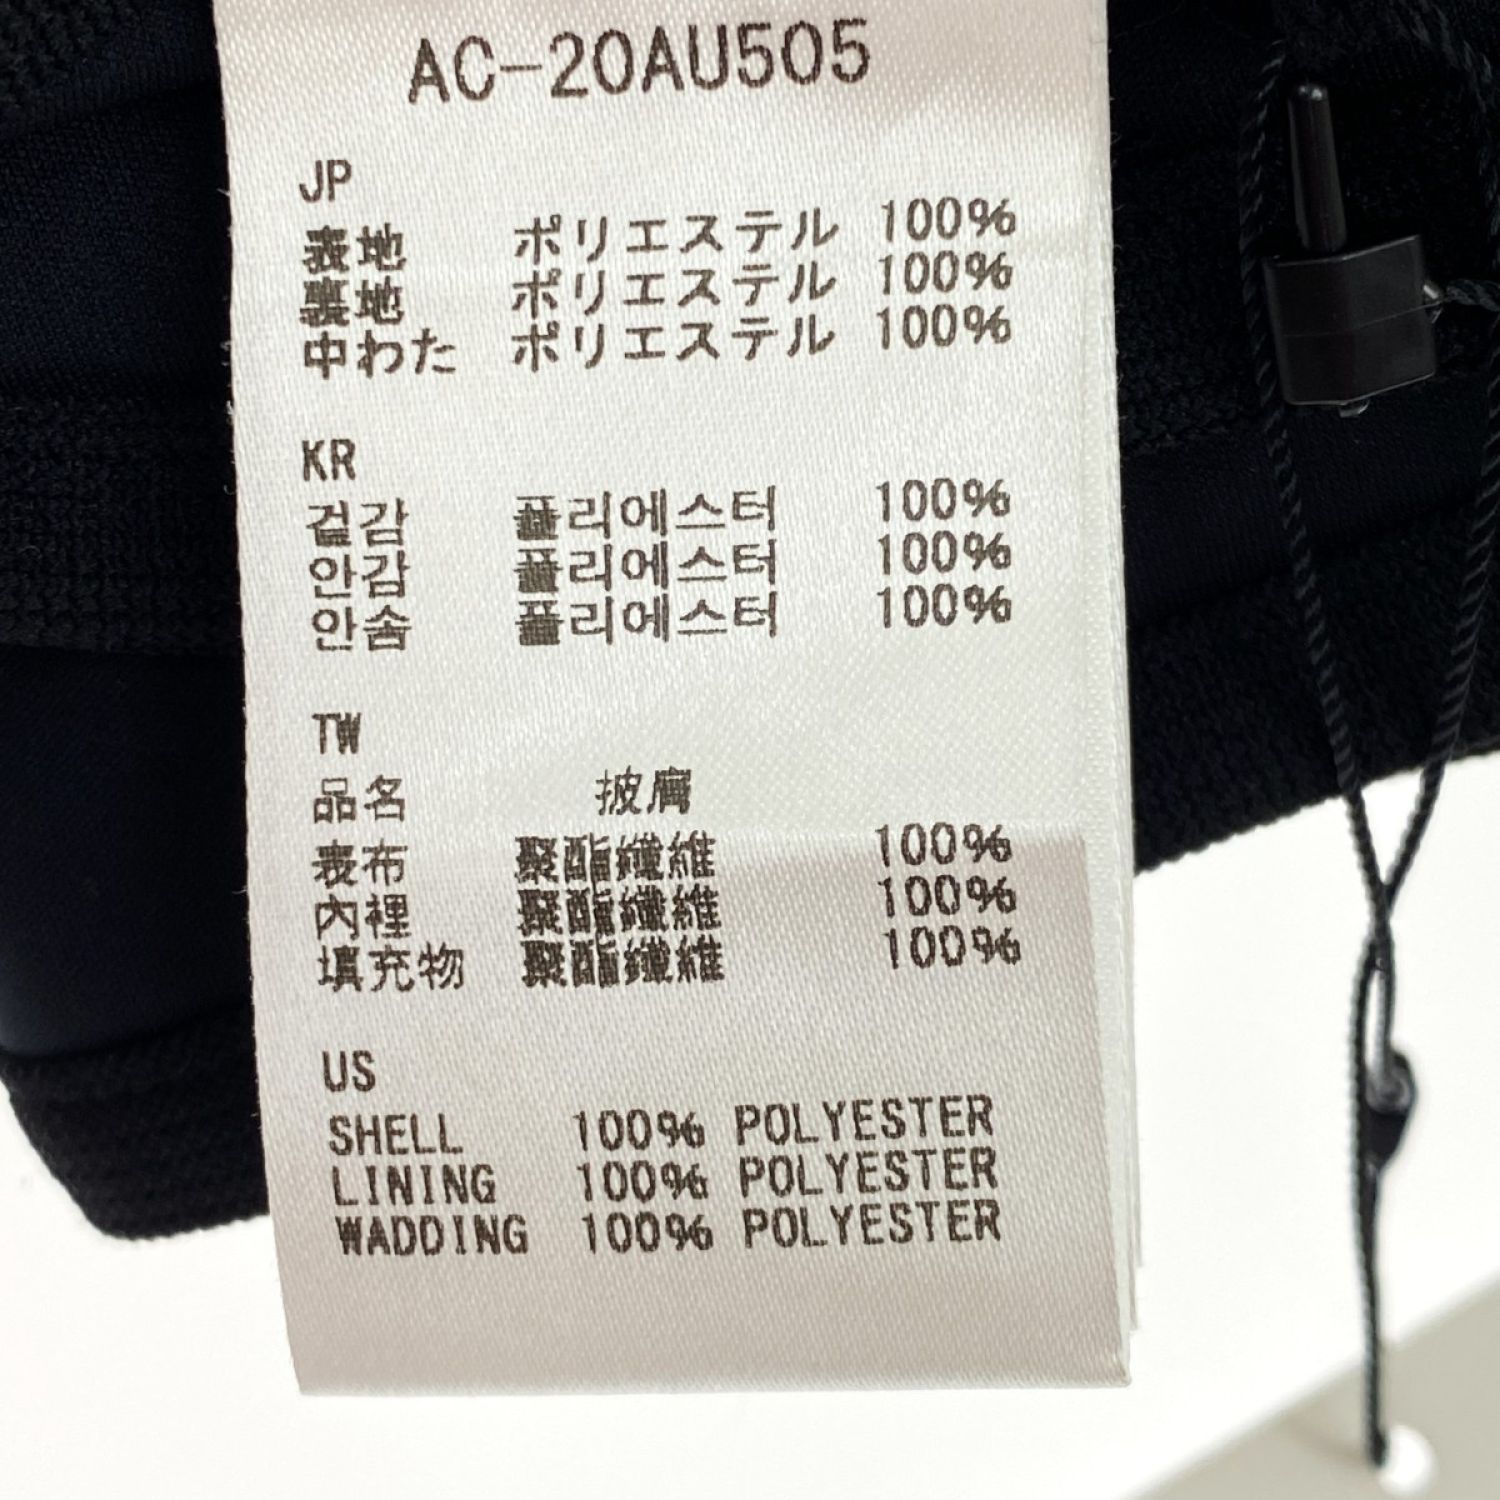 AC-20AU505
JP
表地 ポリエステル 100%
裏地 ポリエステル 100%
中わた ポリエステル 100%
KR
겉감 폴리에스터 100%
안감 폴리에스터 100%
안솜 폴리에스터 100%
TW
品名 披肩
表布 聚酯纖維 100%
內裡 聚酯纖維 100%
填充物 聚酯纖維 100%
US
SHELL 100% POLYESTER
LINING 100% POLYESTER
WADDING 100% POLYESTER